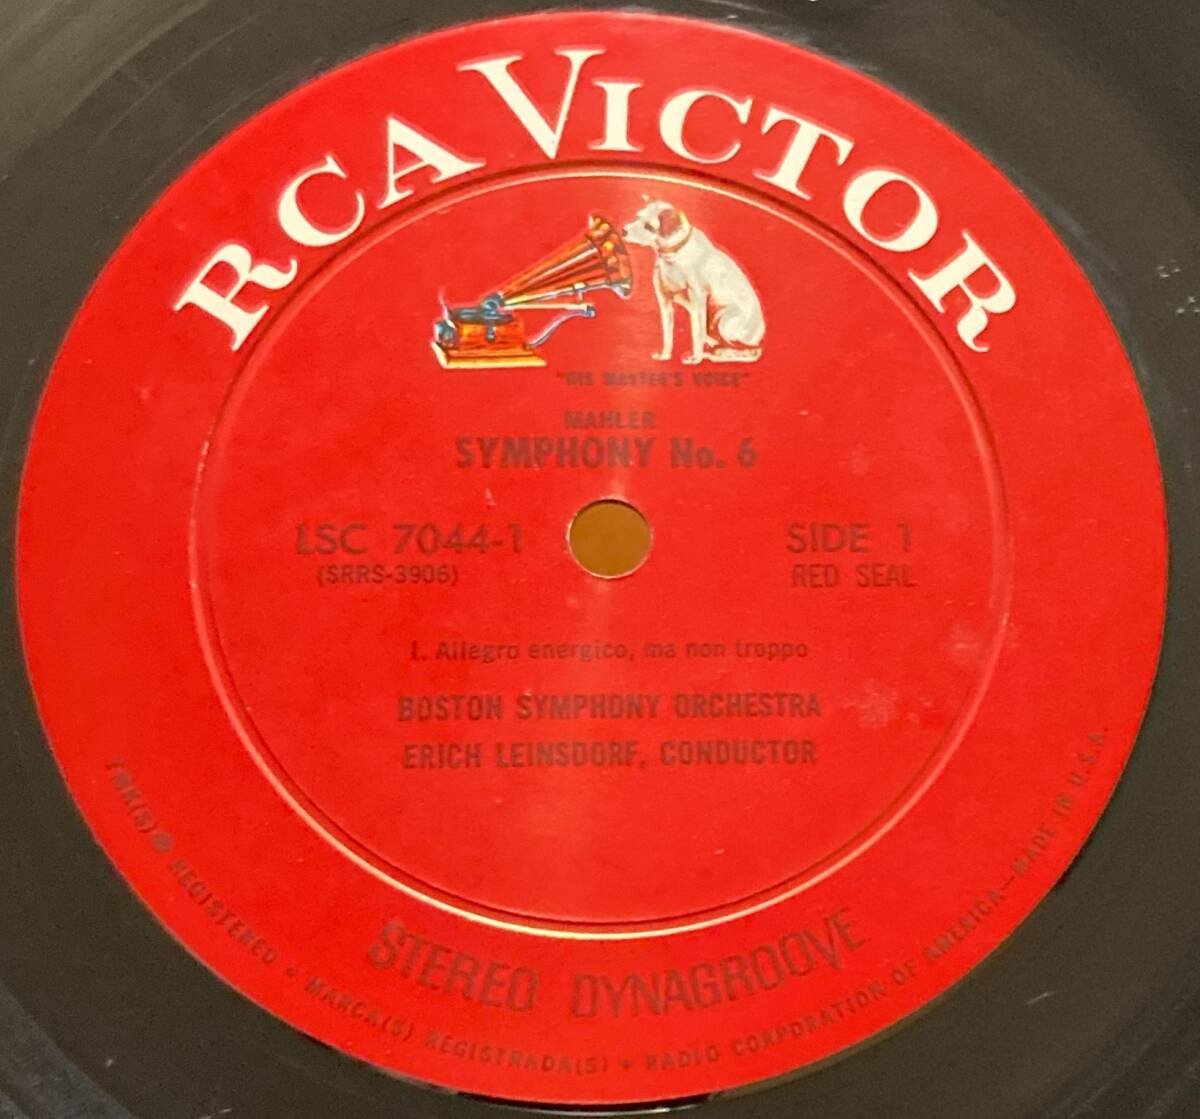 RCA VICTOR
"HIS MASTER'S VOICE"
MAHLER
SYMPHONY No. 6
LSC 7044-1
(SRRS-3906)
SIDE 1
RED SEAL
1. Allegro energico, ma non troppo
BOSTON SYMPHONY ORCHESTRA
ERICH LEINSDORF, CONDUCTOR
STEREO DYNAGROOVE
TMK(S) ® REGISTERED • MARCA(S) REGISTRADA(S) • RADIO CORPORATION OF AMERICA—MADE IN U.S.A.